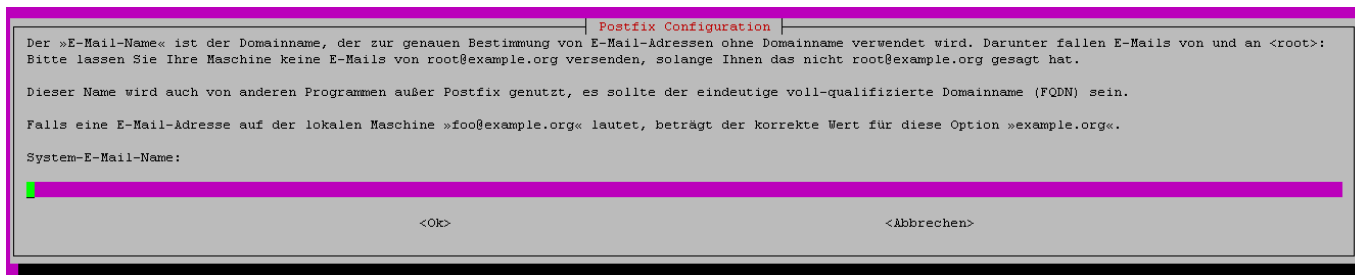 Postfix Configuration
Der »E-Mail-Name« ist der Domainname, der zur genauen Bestimmung von E-Mail-Adressen ohne Domainname verwendet wird. Darunter fallen E-Mails von und an <root>:
Bitte lassen Sie Ihre Maschine keine E-Mails von root@example.org versenden, solange Ihnen das nicht root@example.org gesagt hat.
Dieser Name wird auch von anderen Programmen außer Postfix genutzt, es sollte der eindeutige voll-qualifizierte Domainname (FQDN) sein.
Falls eine E-Mail-Adresse auf der lokalen Maschine »foo@example.org« lautet, beträgt der korrekte Wert für diese Option »example.org«.
System-E-Mail-Name:
<Ok> <Abbrechen>